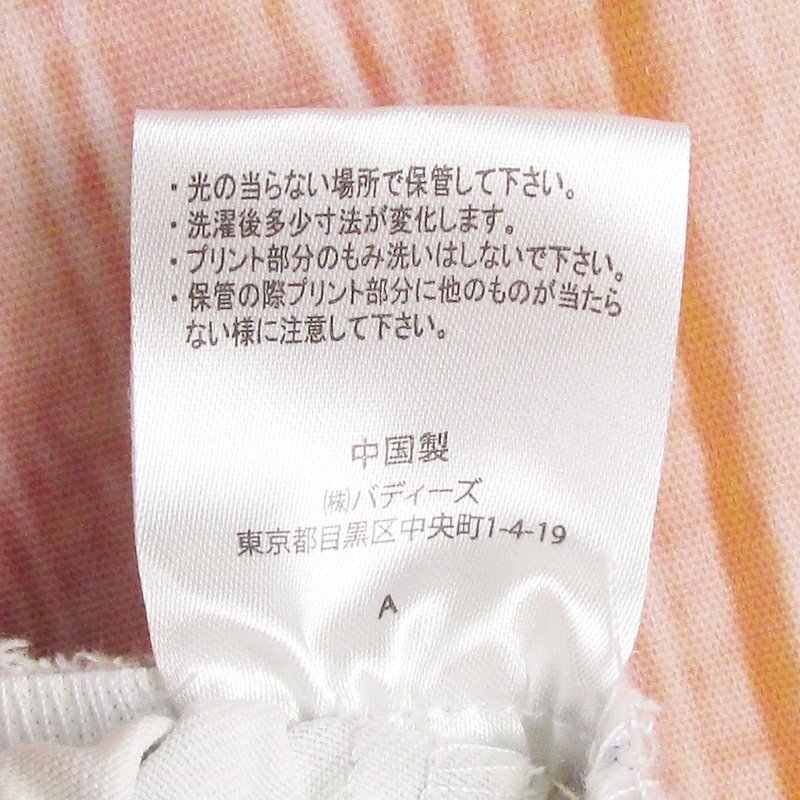 ・光の当らない場所で保管して下さい。
・洗濯後多少寸法が変化します。
・プリント部分のもみ洗いはしないで下さい。
・保管の際プリント部分に他のものが当たら
ない様に注意して下さい。
中国製
㈱バディーズ
東京都目黒区中央町1-4-19
A